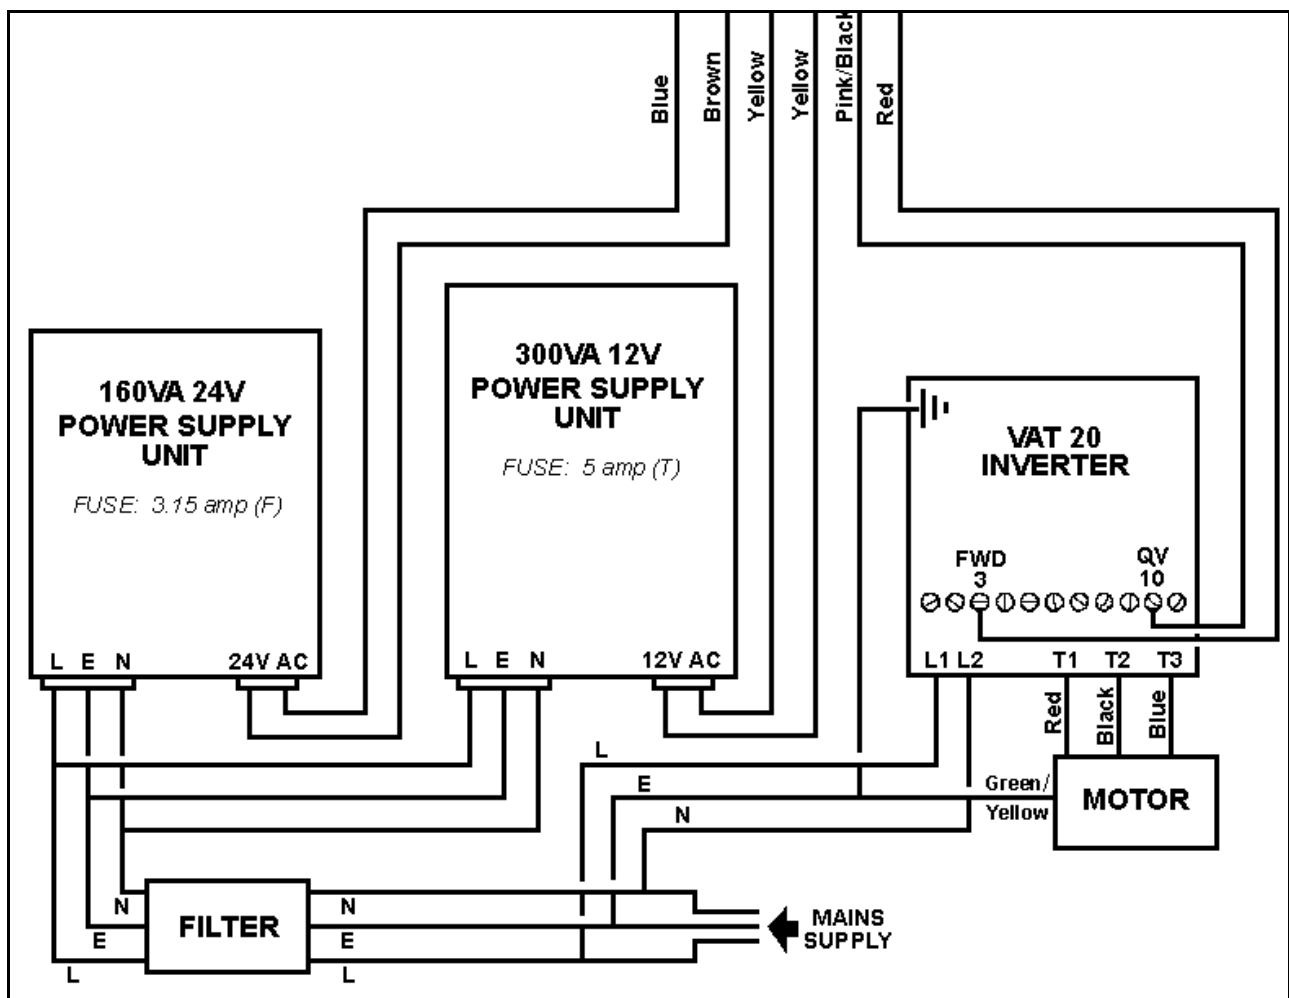 Blue
Brown
Yellow
Yellow
Pink/Black
Red
160VA 24V
POWER SUPPLY
UNIT
FUSE: 3.15 amp (F)
L E N
24V AC
300VA 12V
POWER SUPPLY
UNIT
FUSE: 5 amp (T)
L E N
12V AC
VAT 20
INVERTER
FWD
3
QV
10
L1 L2
T1 T2 T3
Red
Black
Blue
L
E
N
Green/
Yellow
MOTOR
N
E
L
FILTER
N
E
L
MAINS
SUPPLY